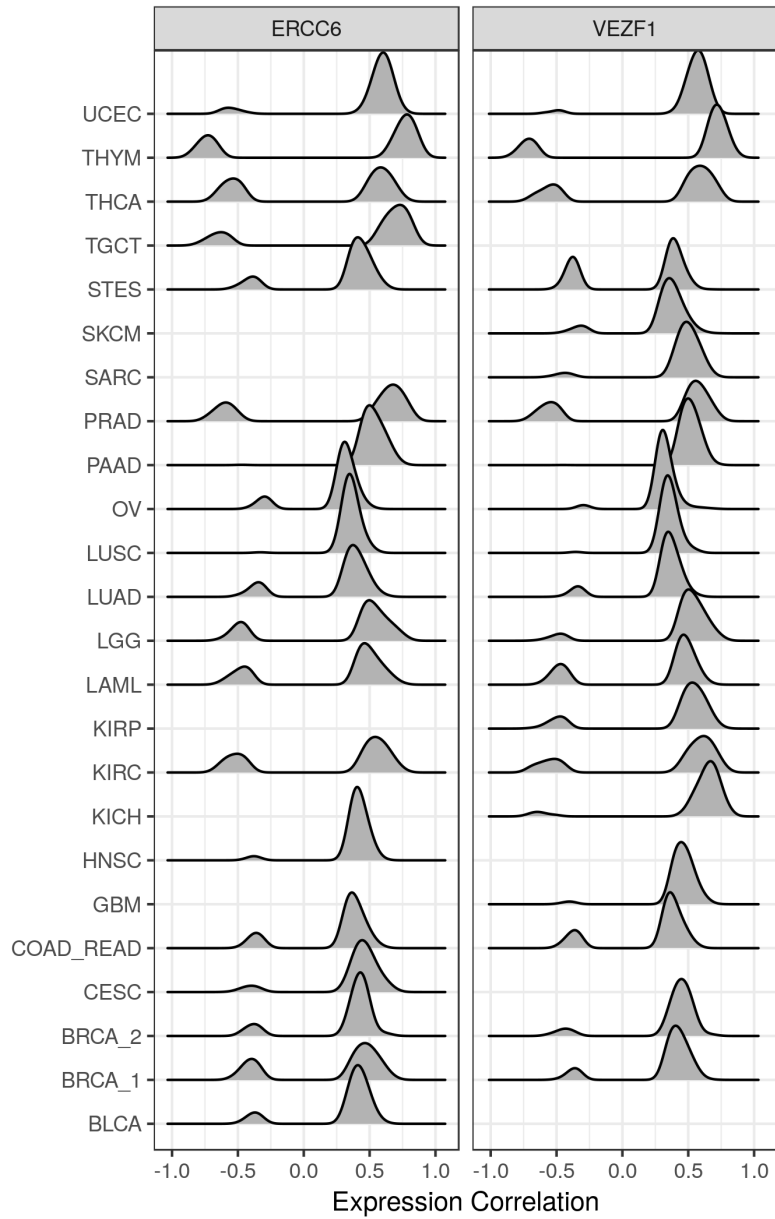 ERCC6 VEZF1
UCEC
THYM
THCA
TGCT
STES
SKCM
SARC
PRAD
PAAD
OV
LUSC
LUAD
LGG
LAML
KIRP
KIRC
KICH
HNSC
GBM
COAD_READ
CESC
BRCA_2
BRCA_1
BLCA
-1.0 -0.5 0.0 0.5 1.0 -1.0 -0.5 0.0 0.5 1.0
Expression Correlation